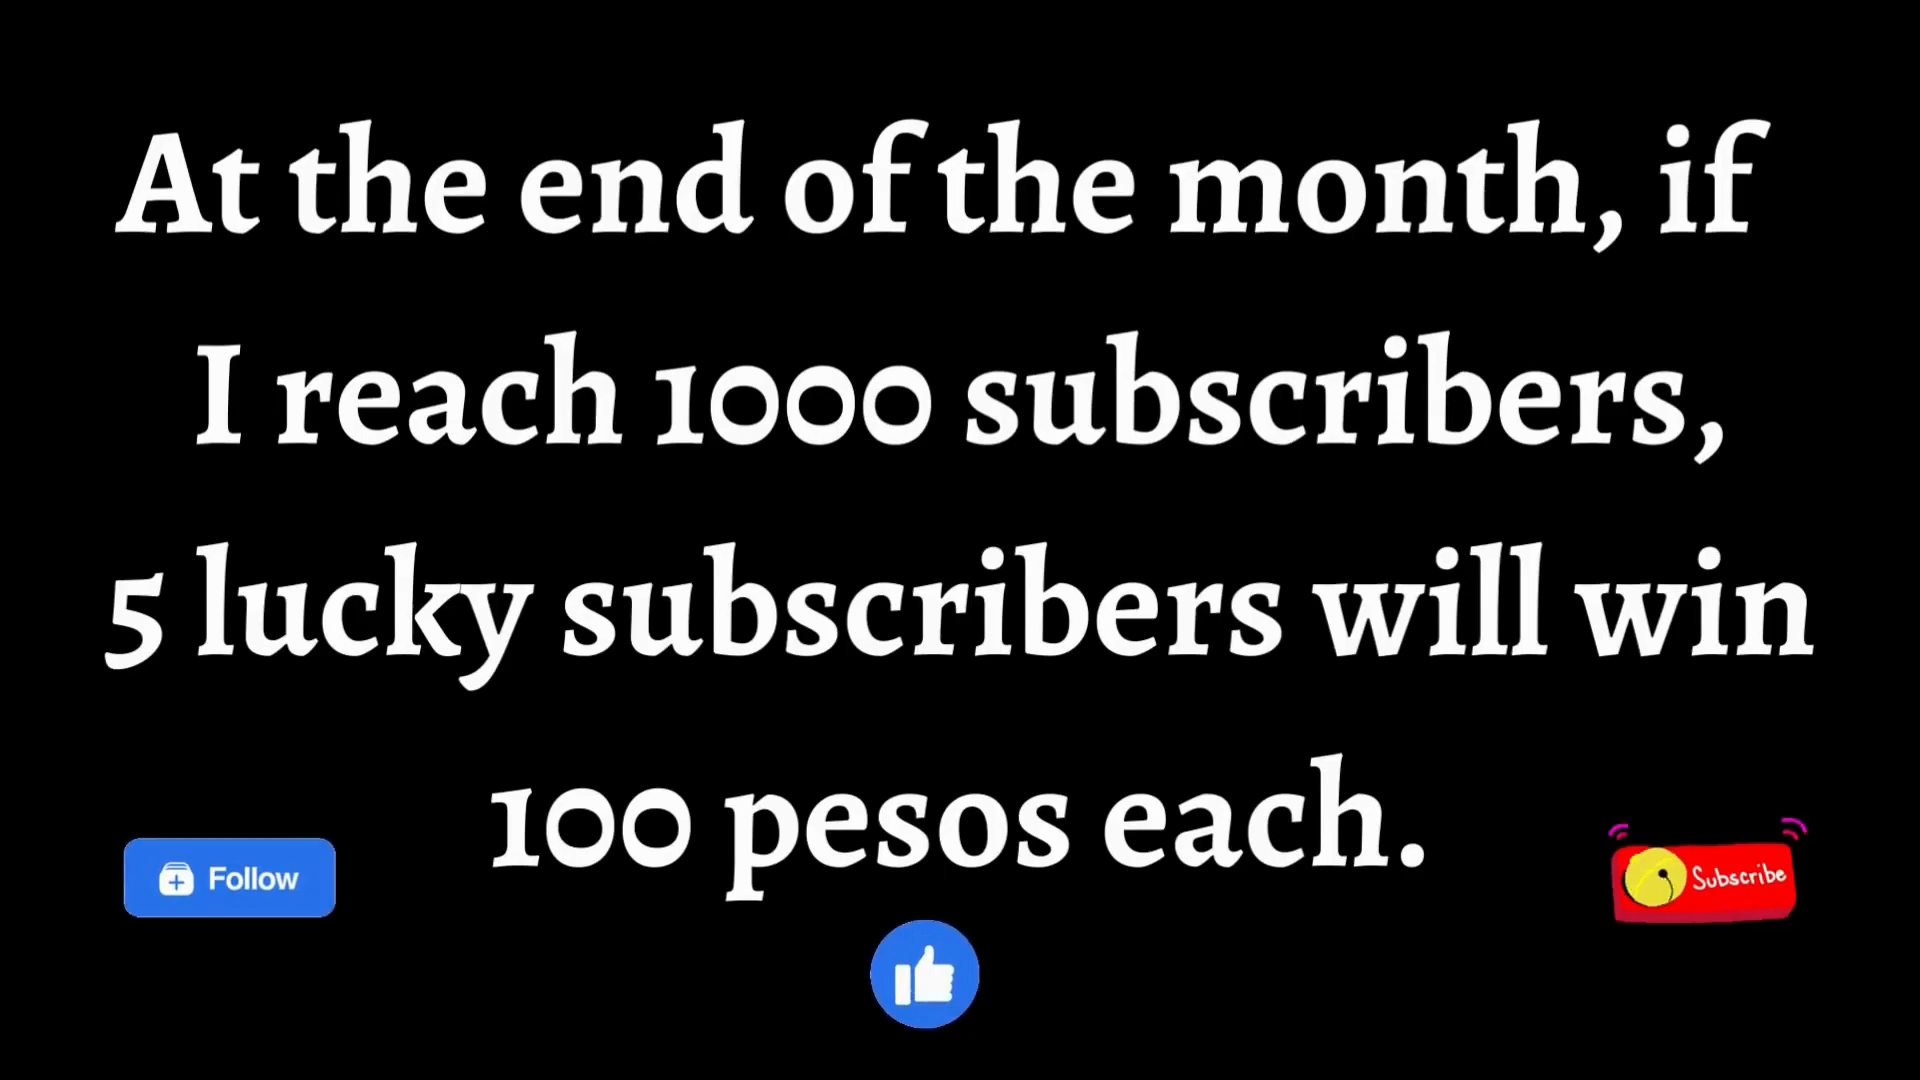 At the end of the month, if
I reach 1000 subscribers,
5 lucky subscribers will win
100 pesos each.
Follow
Subscribe